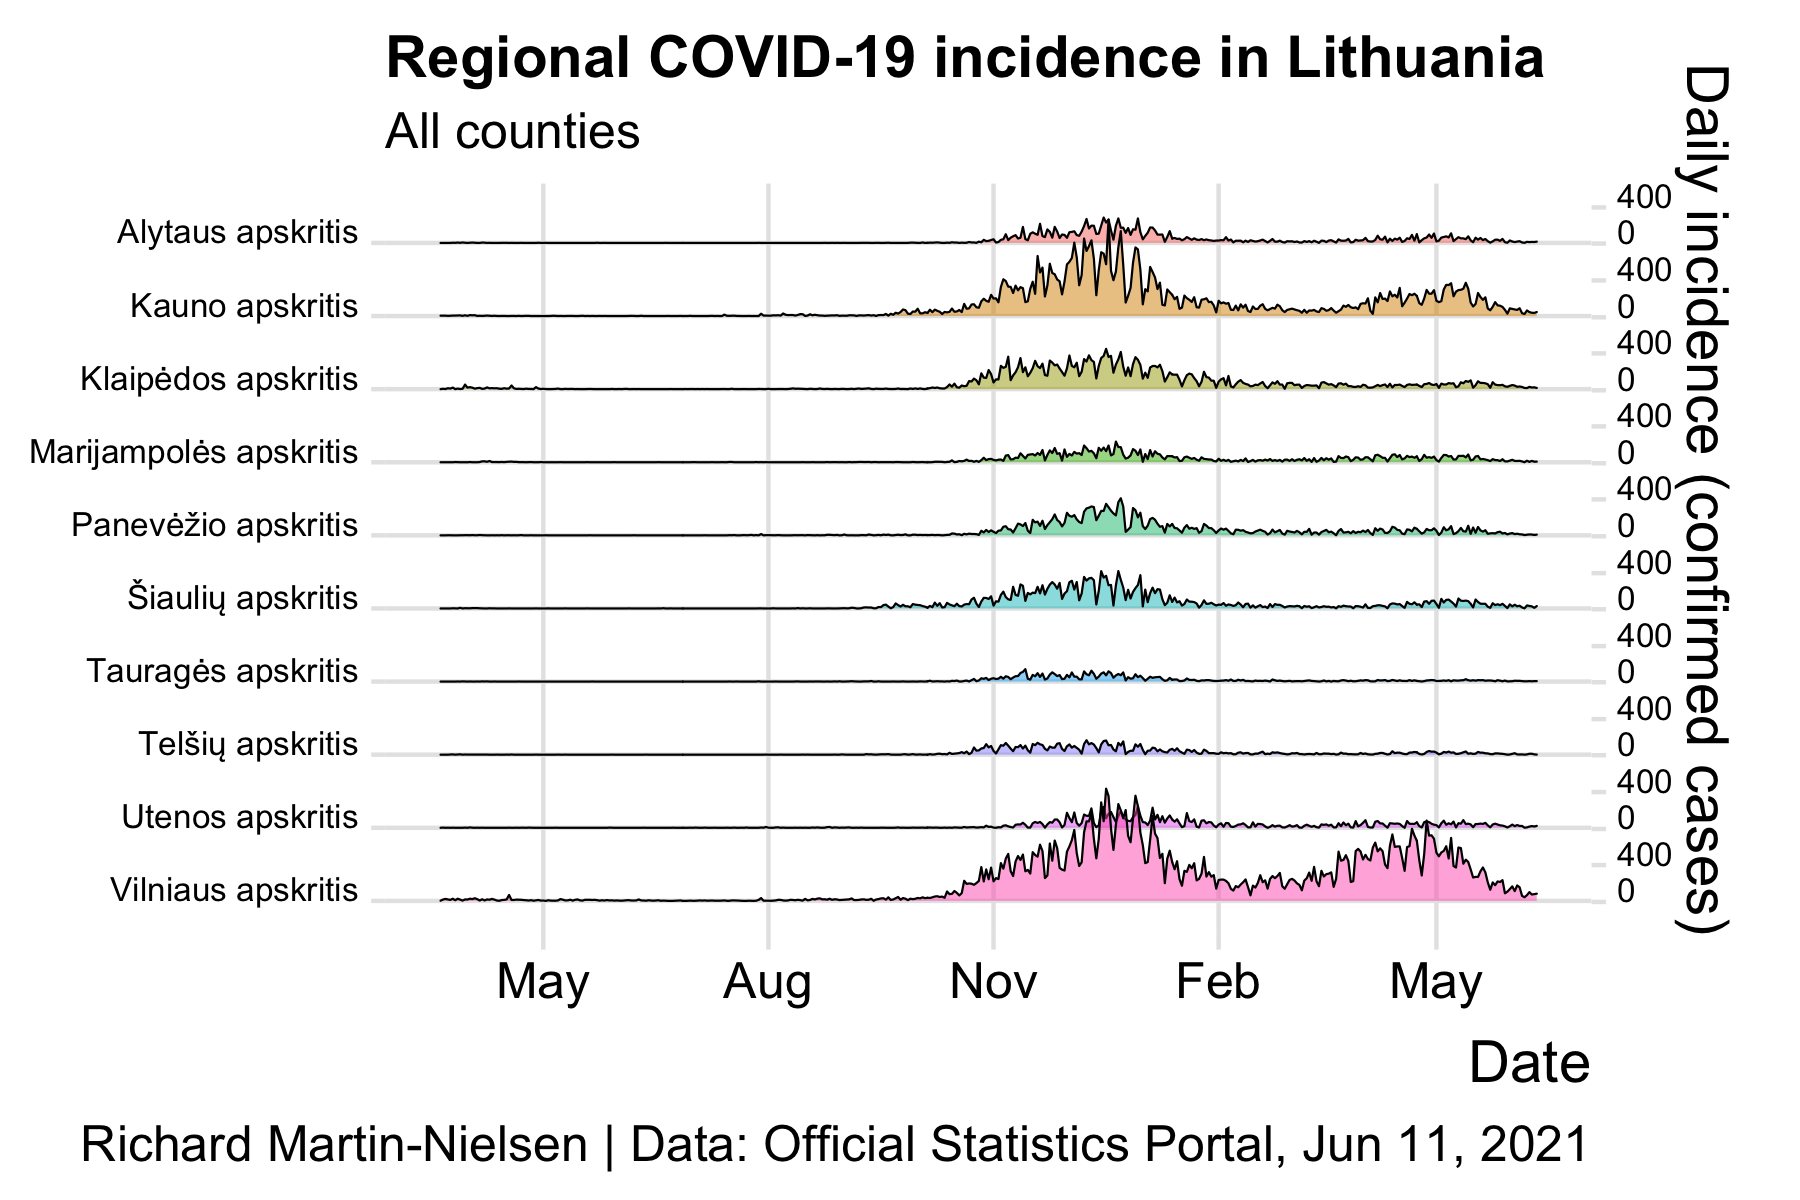 Regional COVID-19 incidence in Lithuania
All counties
Daily incidence (confirmed cases)
Alytaus apskritis
400
0
Kauno apskritis
400
0
Klaipėdos apskritis
400
0
Marijampolės apskritis
400
0
Panevėžio apskritis
400
0
Šiaulių apskritis
400
0
Tauragės apskritis
400
0
Telšių apskritis
400
0
Utenos apskritis
400
0
Vilniaus apskritis
400
0
May Aug Nov Feb May
Date
Richard Martin-Nielsen | Data: Official Statistics Portal, Jun 11, 2021